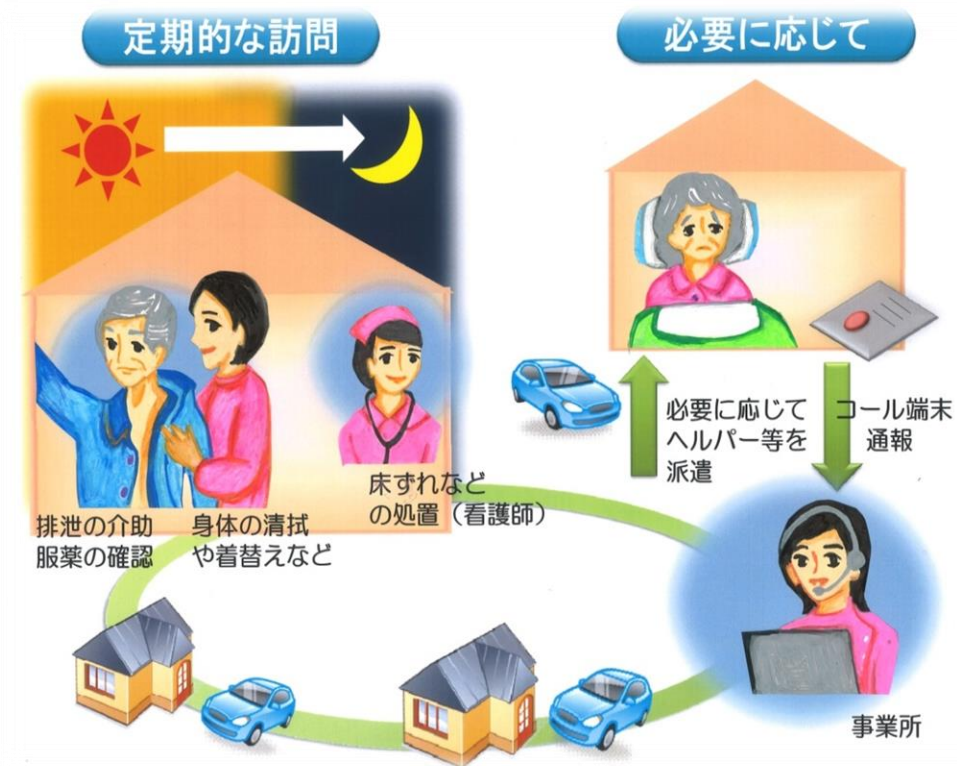 定期的な訪問
必要に応じて
排泄の介助
服薬の確認
身体の清拭
や着替えなど
床ずれなど
の処置（看護師）
必要に応じて
ヘルパー等を
派遣
コール端末
通報
事業所